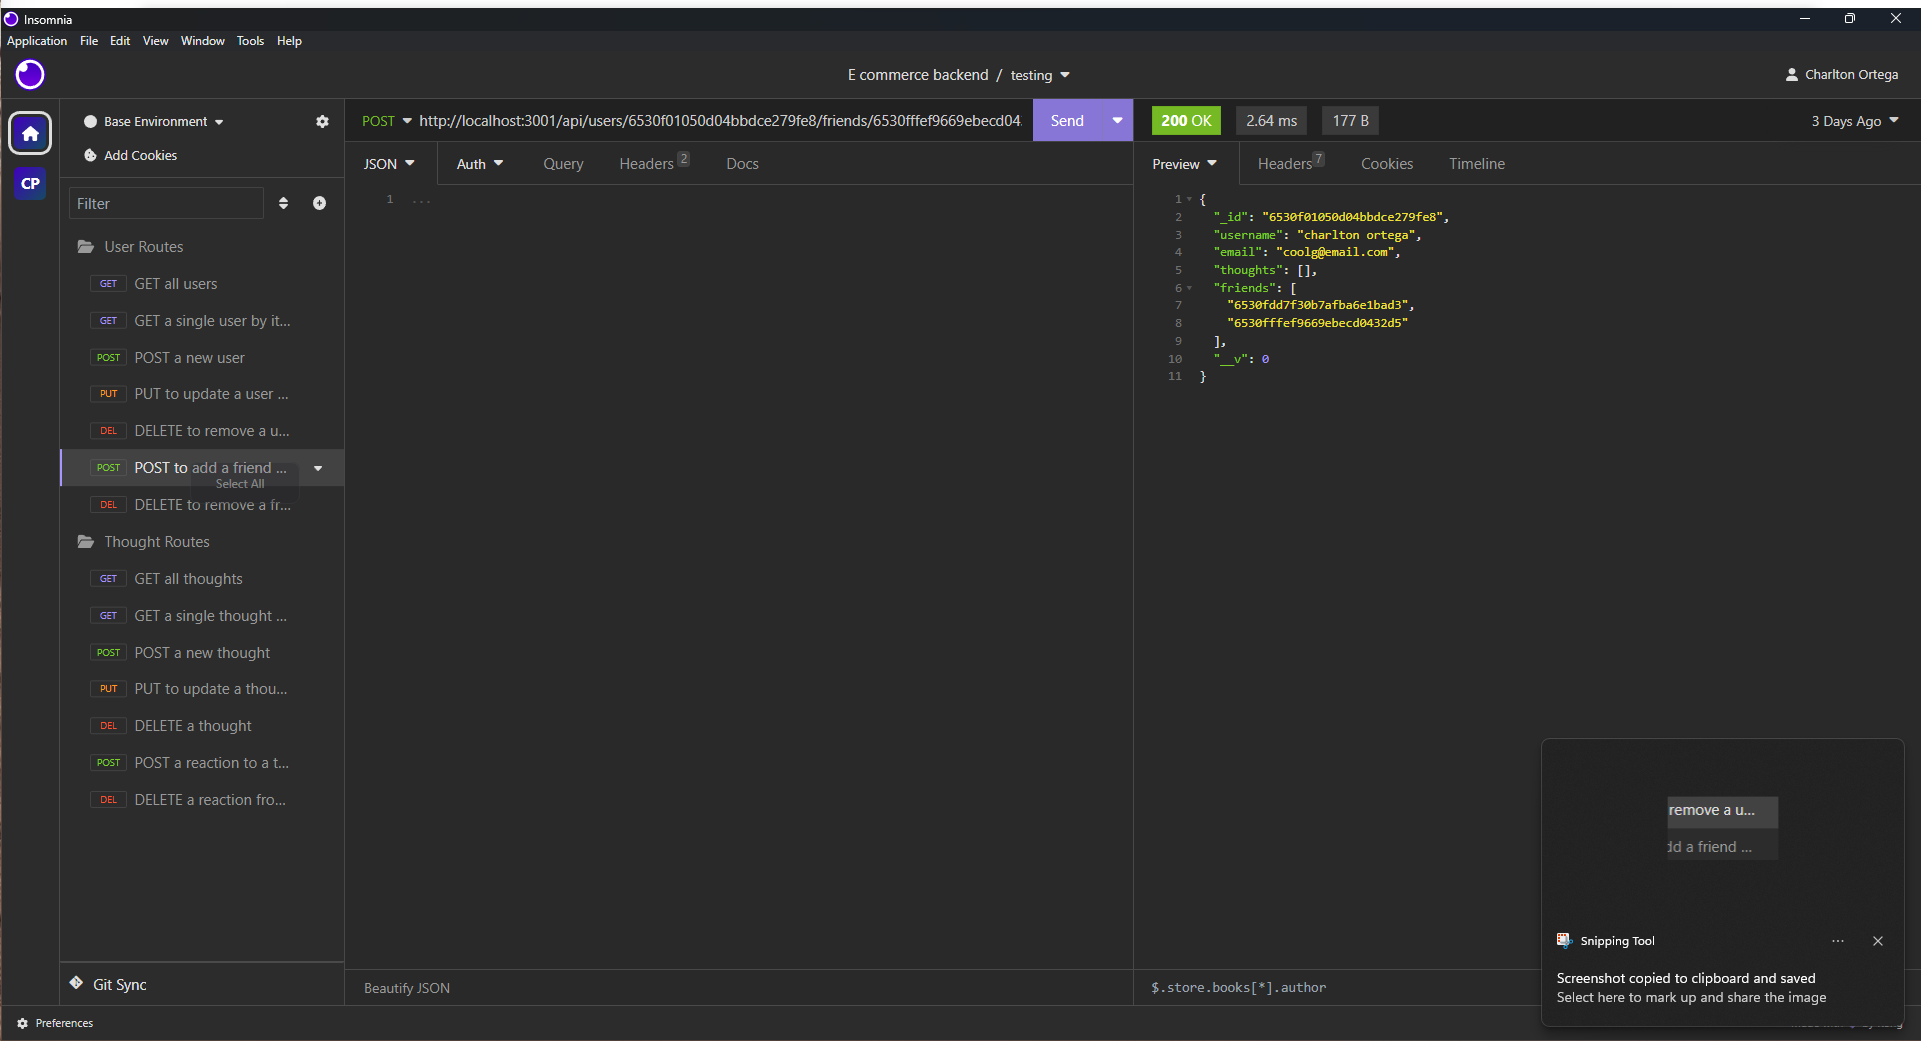 Insomnia
Application File Edit View Window Tools Help
E commerce backend / testing
Charlton Ortega
Base Environment
Add Cookies
CP
Filter
User Routes
GET GET all users
GET GET a single user by it...
POST POST a new user
PUT PUT to update a user ...
DEL DELETE to remove a u...
POST POST to add a friend ...
Select All
DEL DELETE to remove a fr...
Thought Routes
GET GET all thoughts
GET GET a single thought ...
POST POST a new thought
PUT PUT to update a thou...
DEL DELETE a thought
POST POST a reaction to a t...
DEL DELETE a reaction fro...
Git Sync
Preferences
POST http://localhost:3001/api/users/6530f01050d04bbdce279fe8/friends/6530fffef9669ebecd04
Send
JSON Auth Query Headers 2 Docs
1 ...
Beautify JSON
200 OK 2.64 ms 177 B 3 Days Ago
Preview Headers 7 Cookies Timeline
1 {
2 "_id": "6530f01050d04bbdce279fe8",
3 "username": "charlton ortega",
4 "email": "coolg@email.com",
5 "thoughts": [],
6 "friends": [
7 "6530fdd7f30b7afba6e1bad3",
8 "6530fffef9669ebecd0432d5"
9 ],
10 "__v": 0
11 }
$.store.books[*].author
remove a u...
dd a friend ...
Snipping Tool
Screenshot copied to clipboard and saved
Select here to mark up and share the image